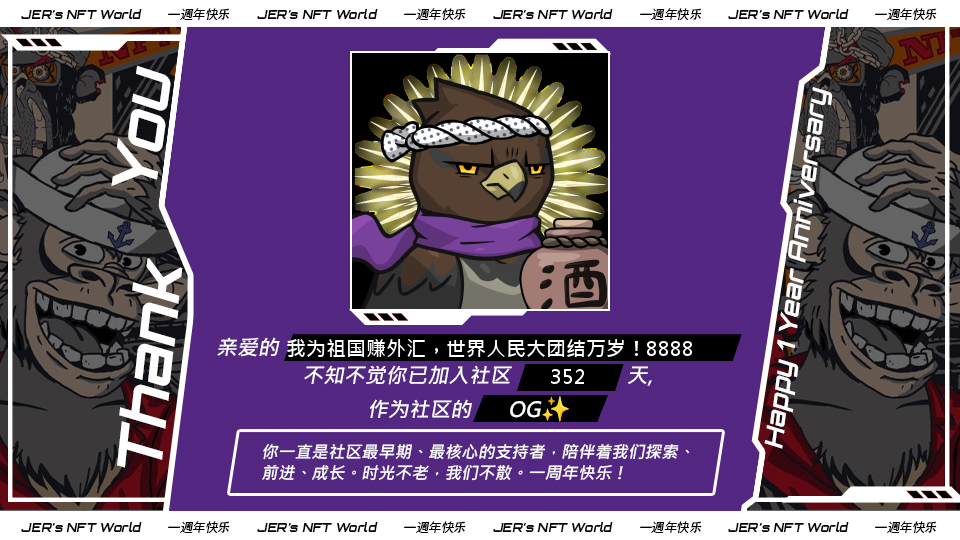 JER's NFT World 一週年快乐 JER's NFT World 一週年快乐 JER's NFT World 一週年快乐 JER's NFT World 一週年快乐
Thank You
酒
Happy 1 Year Anniversary
亲爱的 我为祖国赚外汇，世界人民大团结万岁！8888
不知不觉你已加入社区 352 天,
作为社区的 OG✨
你一直是社区最早期、最核心的支持者，陪伴着我们探索、
前进、成长。时光不老，我们不散。一周年快乐！
JER's NFT World 一週年快乐 JER's NFT World 一週年快乐 JER's NFT World 一週年快乐 JER's NFT World 一週年快乐